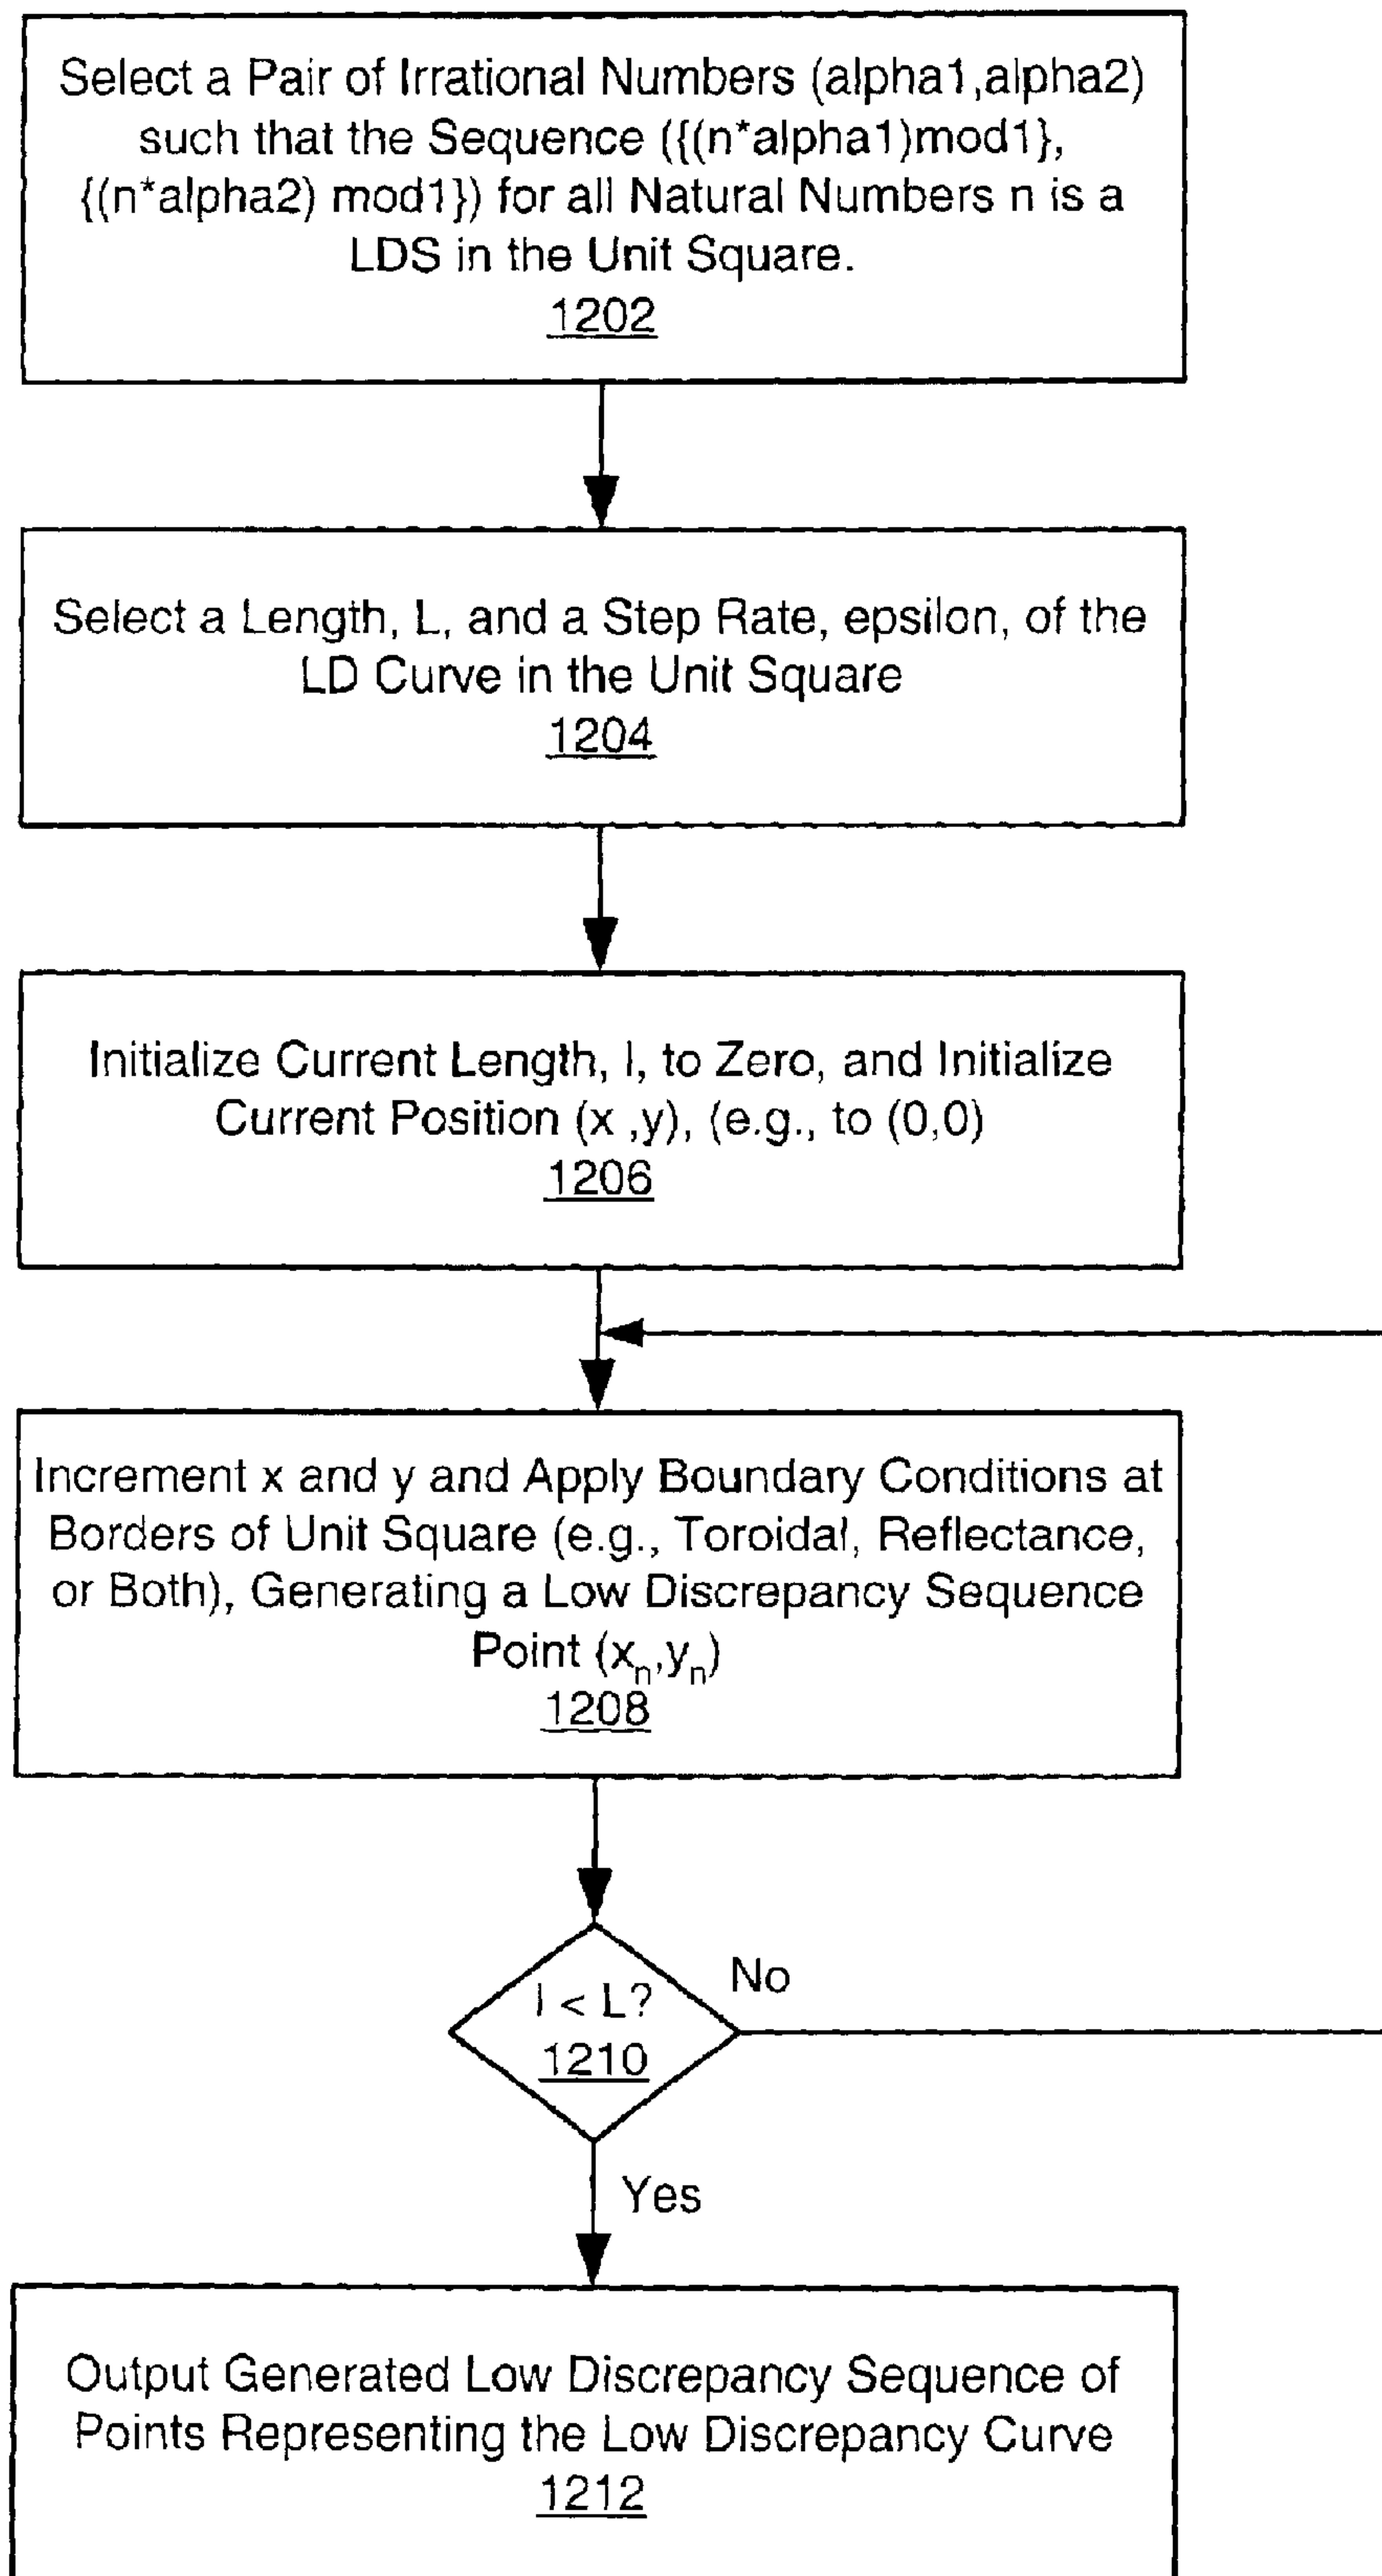 Select a Pair of Irrational Numbers (alpha1,alpha2)
such that the Sequence ({(n*alpha1)mod1},
{(n*alpha2) mod1}) for all Natural Numbers n is a
LDS in the Unit Square.
1202
Select a Length, L, and a Step Rate, epsilon, of the
LD Curve in the Unit Square
1204
Initialize Current Length, l, to Zero, and Initialize
Current Position (x ,y), (e.g., to (0,0)
1206
Increment x and y and Apply Boundary Conditions at
Borders of Unit Square (e.g., Toroidal, Reflectance,
or Both), Generating a Low Discrepancy Sequence
Point (xn,yn)
1208
l < L?
1210
No
Yes
Output Generated Low Discrepancy Sequence of
Points Representing the Low Discrepancy Curve
1212